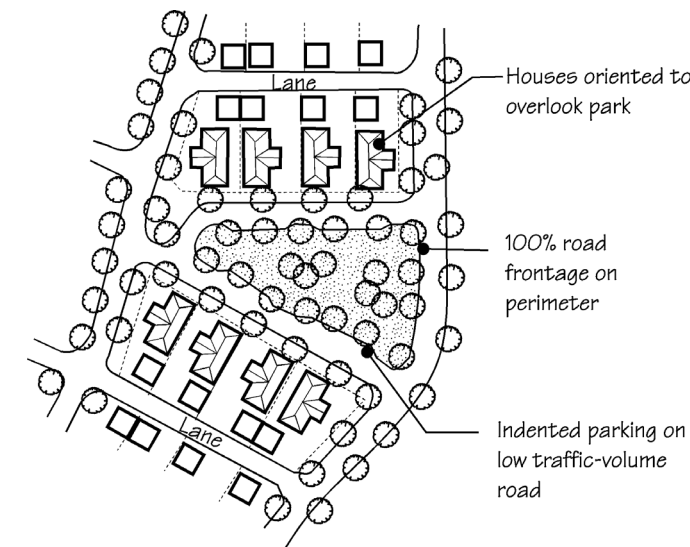 Lane
Houses oriented to
overlook park
100% road
frontage on
perimeter
Indented parking on
low traffic-volume
road
Lane